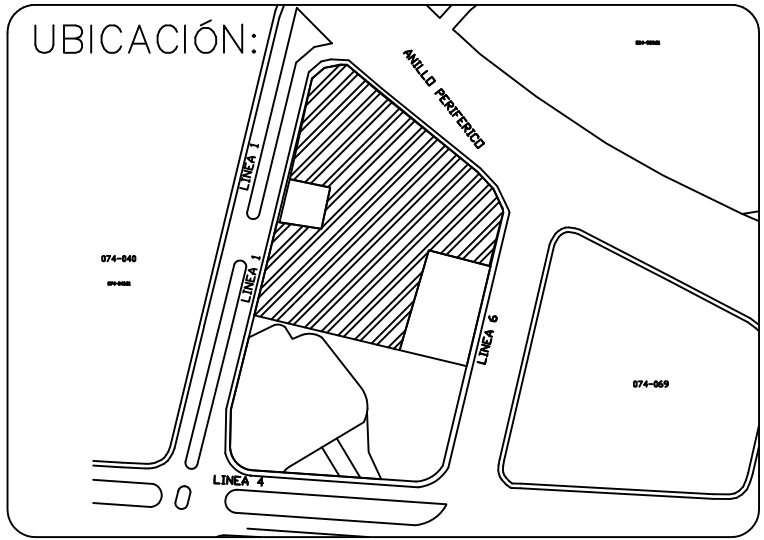 UBICACIÓN:
ANILLO PERIFERICO
LINEA 1
074-040
LINEA 1
LINEA 6
074-069
LINEA 4